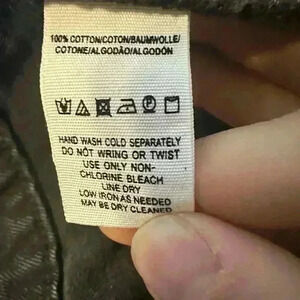 100% COTTON/COTON/BAUMWOLLE/
COTONE/ALGODÃO/ALGODÓN
HAND WASH COLD SEPARATELY
DO NOT WRING OR TWIST
USE ONLY NON-
CHLORINE BLEACH
LINE DRY
LOW IRON AS NEEDED
MAY BE DRY CLEANED